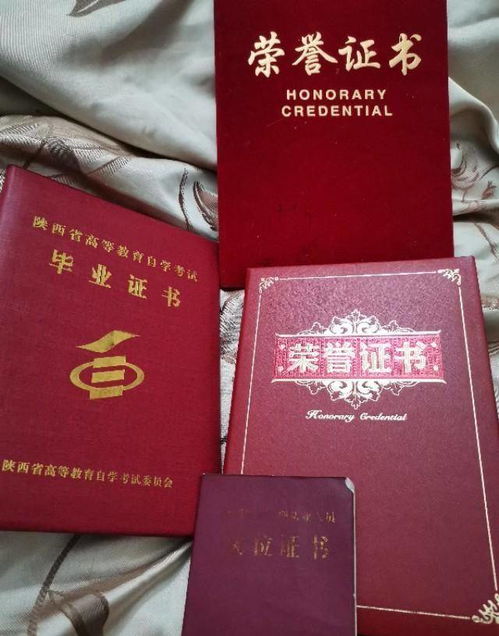 荣誉证书
HONORARY
CREDENTIAL
陕西省高等教育自学考试
毕业证书
陕西省高等教育自学考试委员会
荣誉证书
Honorary Credential
位证书